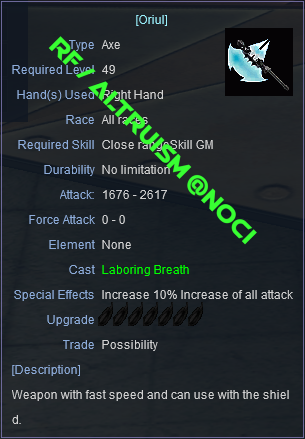 [Oriul]
Type Axe
Required Level 49
Hand(s) Used Right Hand
Race All races
Required Skill Close rangeSkill GM
Durability No limitation
Attack: 1676 - 2617
Force Attack 0 - 0
Element None
Cast Laboring Breath
Special Effects Increase 10% Increase of all attack
Upgrade
Trade Possibility
[Description]
Weapon with fast speed and can use with the shiel
d.
RF / ALTRUISM @NOCI